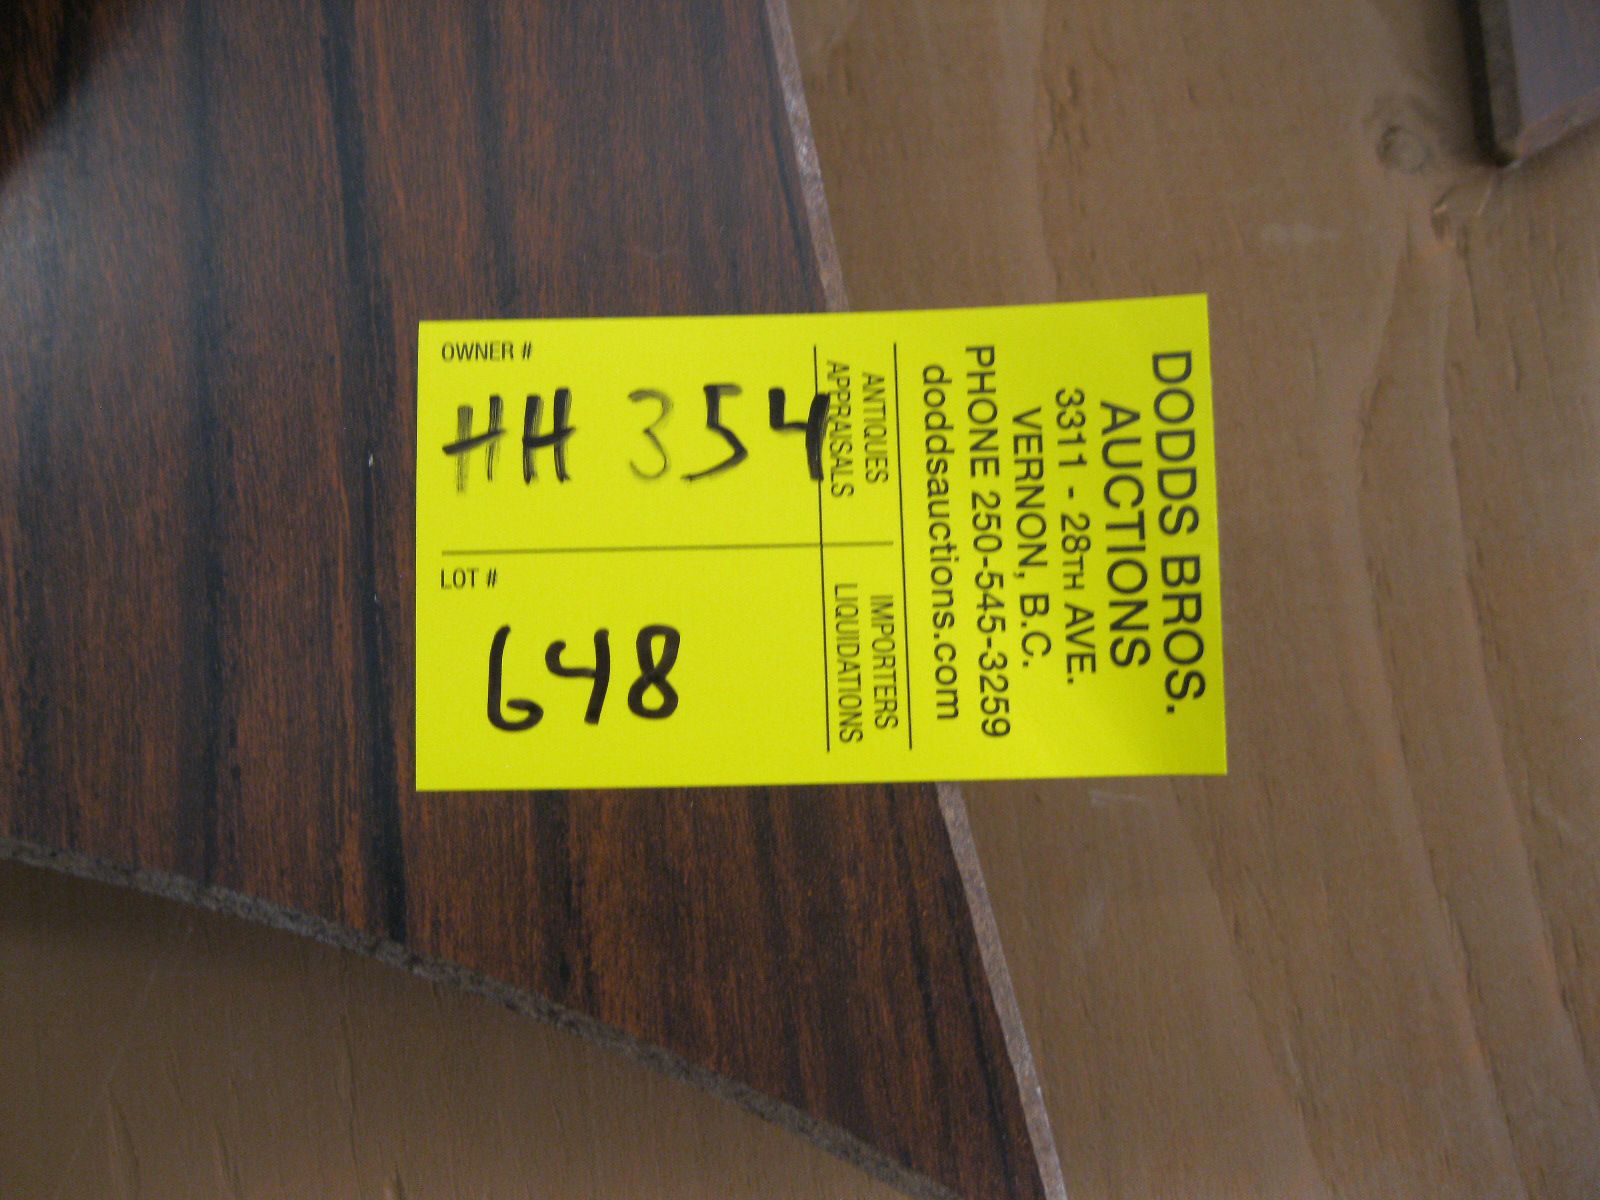 DODDS BROS.
AUCTIONS
3311 - 28TH AVE.
VERNON, B.C.
PHONE 250-545-3259
doddsauctions.com
ANTIQUES IMPORTERS
APPRAISALS LIQUIDATIONS
OWNER #
HH 354
LOT #
648